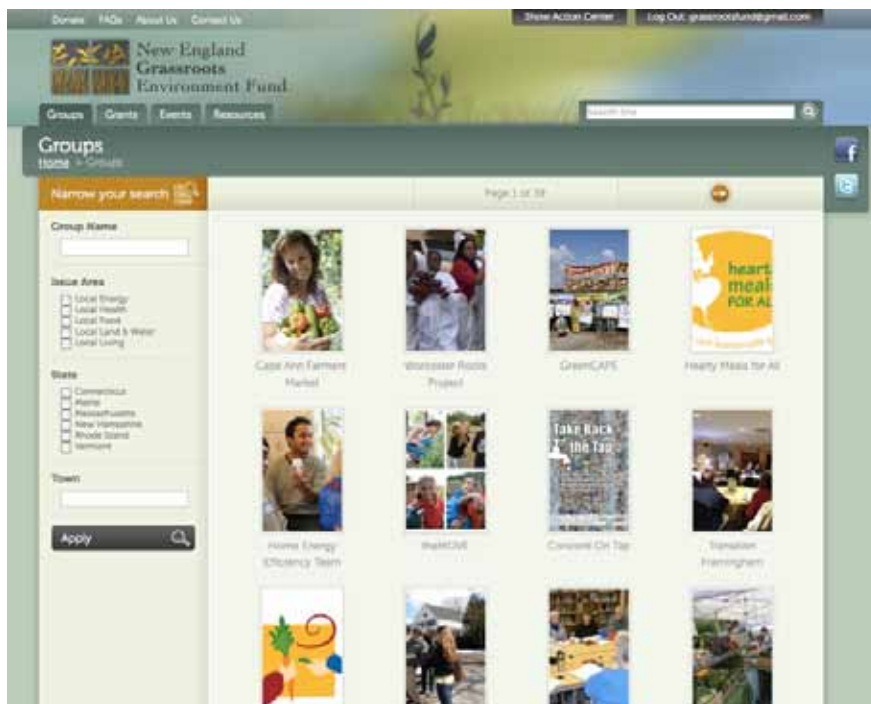 Donate FAQs About Us Contact Us
Show Action Center
Log Out: grassrootsfund@gmail.com
New England
Grassroots
Environment Fund
Groups Grants Events Resources
Search Site
Groups
Home > Groups
Narrow your search
Page 1 of 38
Group Name
Issue Area
Local Energy
Local Health
Local Food
Local Land & Water
Local Living
State
Connecticut
Maine
Massachusetts
New Hampshire
Rhode Island
Vermont
Town
Apply
Cape Ann Farmers
Market
Worcester Roots
Project
GreenCAPE
hearty
meals
FOR AL
Hearty Meals for All
Home Energy
Efficiency Team
Take Back
the Tap
Concord On Tap
Transition
Framingham